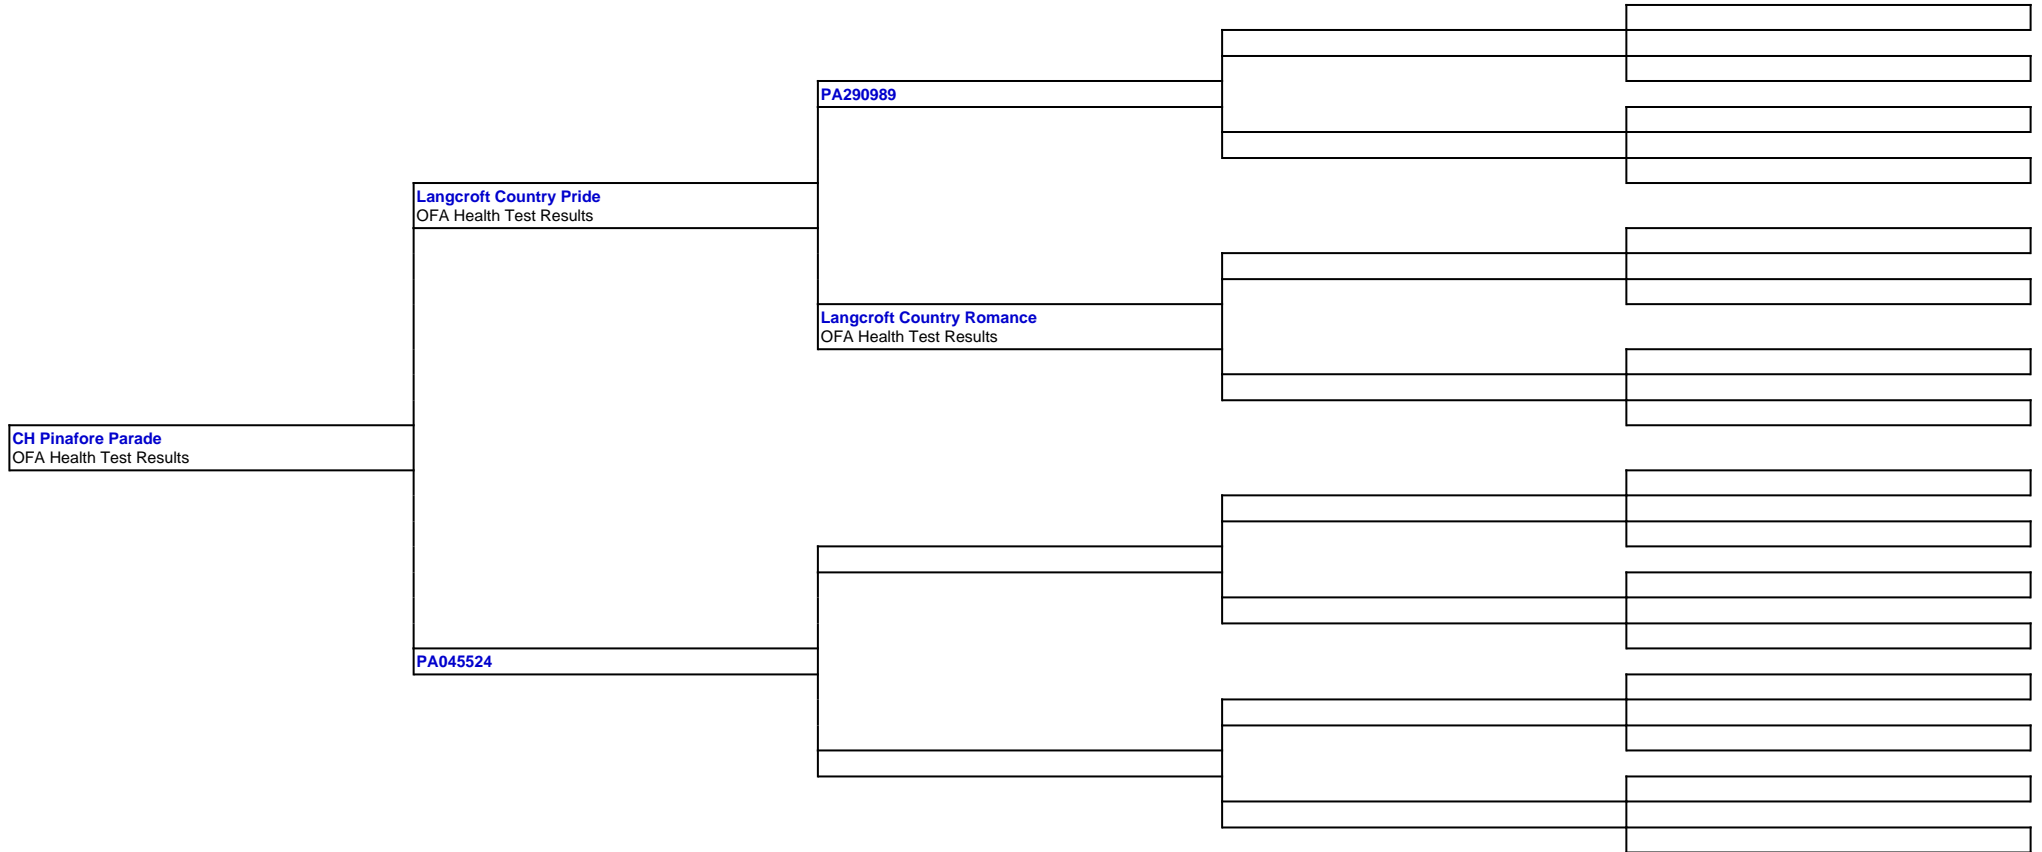 PA290989
Langcroft Country Pride
OFA Health Test Results
Langcroft Country Romance
OFA Health Test Results
CH Pinafore Parade
OFA Health Test Results
PA045524